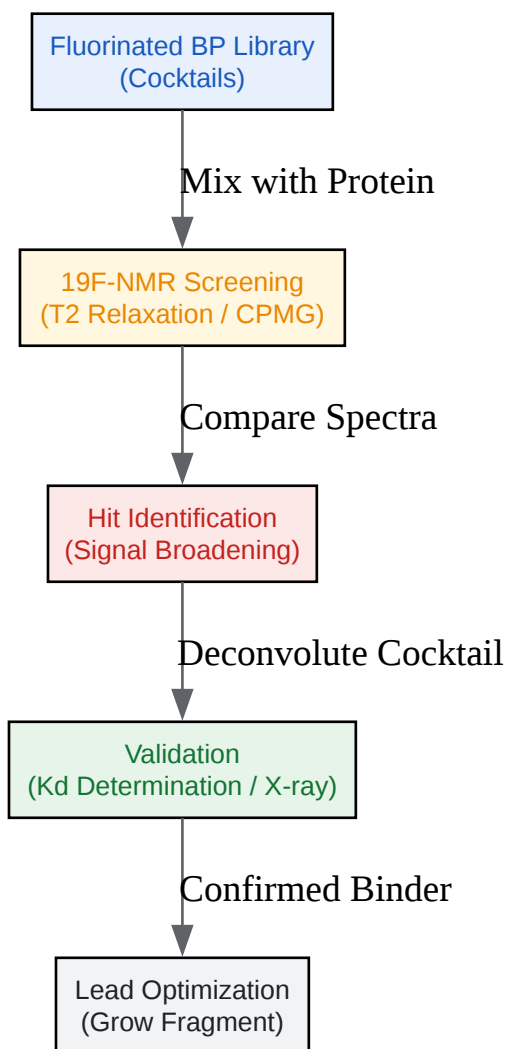 Fluorinated BP Library
(Cocktails)
Mix with Protein
19F-NMR Screening
(T2 Relaxation / CPMG)
Compare Spectra
Hit Identification
(Signal Broadening)
Deconvolute Cocktail
Validation
(Kd Determination / X-ray)
Confirmed Binder
Lead Optimization
(Grow Fragment)